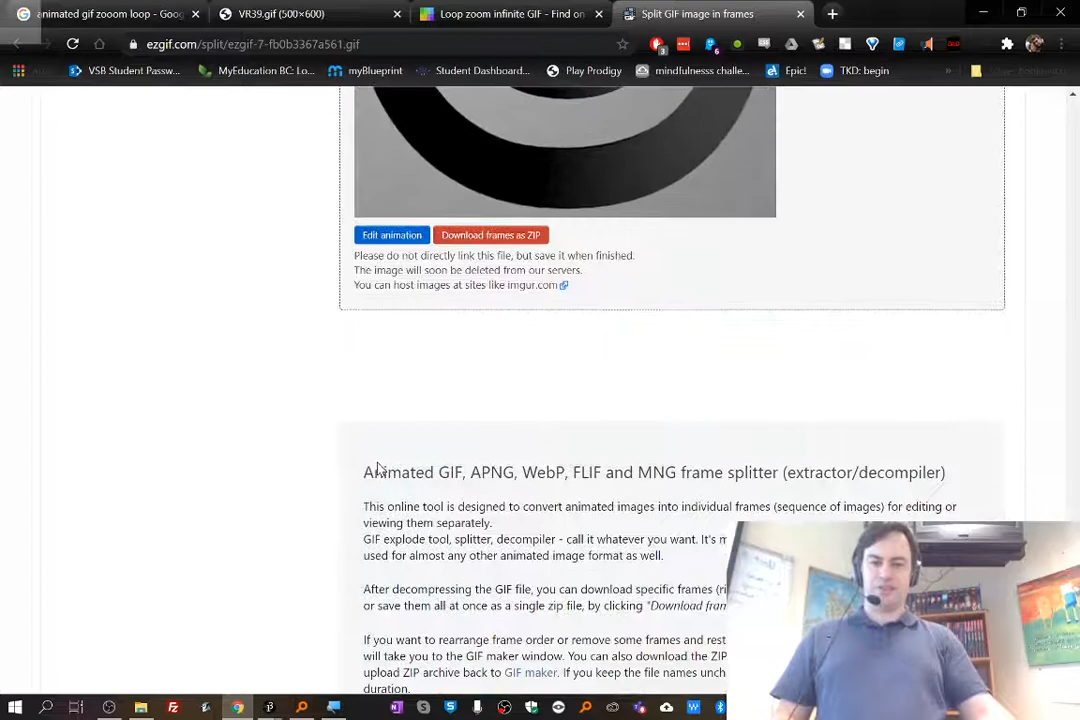 animated gif zooom loop - Goog
VR39.gif (500×600)
Loop zoom infinite GIF - Find on
Split GIF image in frames
ezgif.com/split/ezgif-7-fb0b3367a561.gif
VSB Student Passw...
MyEducation BC: Lo...
myBlueprint
Student Dashboard...
Play Prodigy
mindfulnesss challe...
Epic!
TKD: begin
Edit animation
Download frames as ZIP
Please do not directly link this file, but save it when finished.
The image will soon be deleted from our servers.
You can host images at sites like imgur.com
Animated GIF, APNG, WebP, FLIF and MNG frame splitter (extractor/decompiler)
This online tool is designed to convert animated images into individual frames (sequence of images) for editing or
viewing them separately.
GIF explode tool, splitter, decompiler - call it whatever you want. It's m
used for almost any other animated image format as well.
After decompressing the GIF file, you can download specific frames (ri
or save them all at once as a single zip file, by clicking "Download fran
If you want to rearrange frame order or remove some frames and rest
will take you to the GIF maker window. You can also download the ZIP
upload ZIP archive back to GIF maker. If you keep the file names unch
duration.